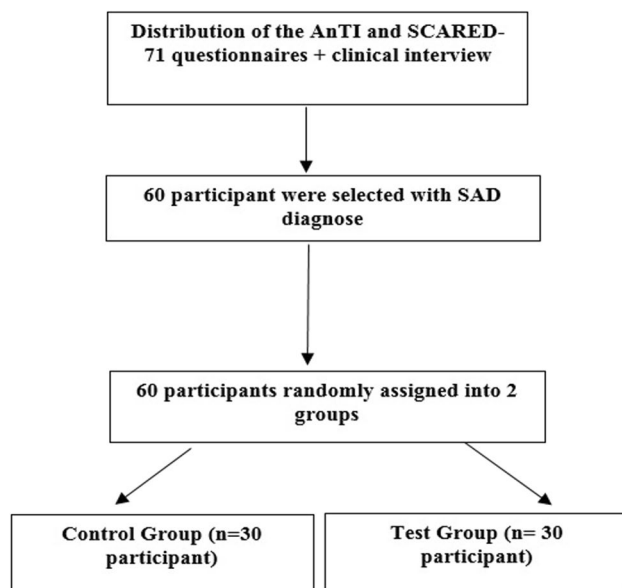 Distribution of the AnTI and SCARED-
71 questionnaires + clinical interview
60 participant were selected with SAD
diagnose
60 participants randomly assigned into 2
groups
Control Group (n=30
participant)
Test Group (n= 30
participant)